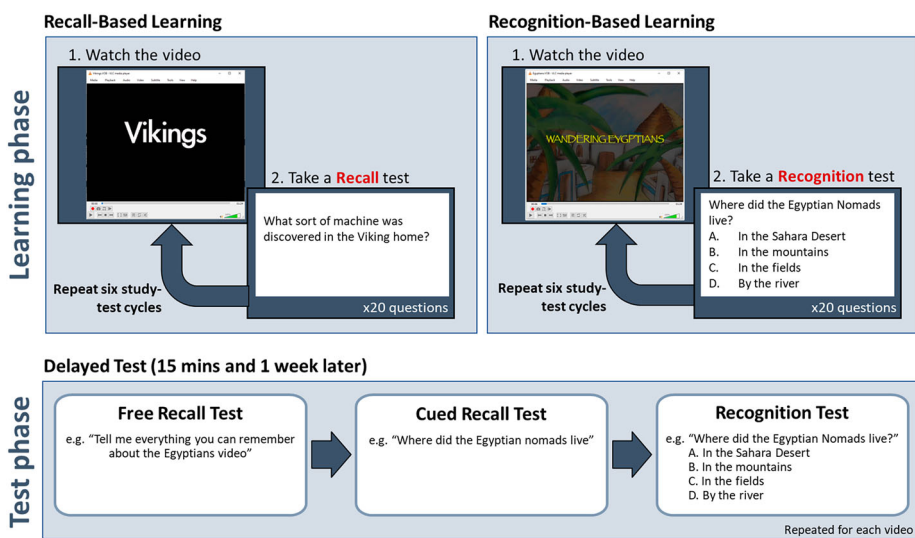 Recall-Based Learning
Recognition-Based Learning
Learning phase
1. Watch the video
Vikings
2. Take a Recall test
What sort of machine was
discovered in the Viking home?
Repeat six study-
test cycles
x20 questions
1. Watch the video
WANDERING EYGPTIANS
2. Take a Recognition test
Where did the Egyptian Nomads
live?
A. In the Sahara Desert
B. In the mountains
C. In the fields
D. By the river
Repeat six study-
test cycles
x20 questions
Delayed Test (15 mins and 1 week later)
Test phase
Free Recall Test
e.g. “Tell me everything you can remember
about the Egyptians video”
Cued Recall Test
e.g. “Where did the Egyptian nomads live”
Recognition Test
e.g. “Where did the Egyptian Nomads live?”
A. In the Sahara Desert
B. In the mountains
C. In the fields
D. By the river
Repeated for each video